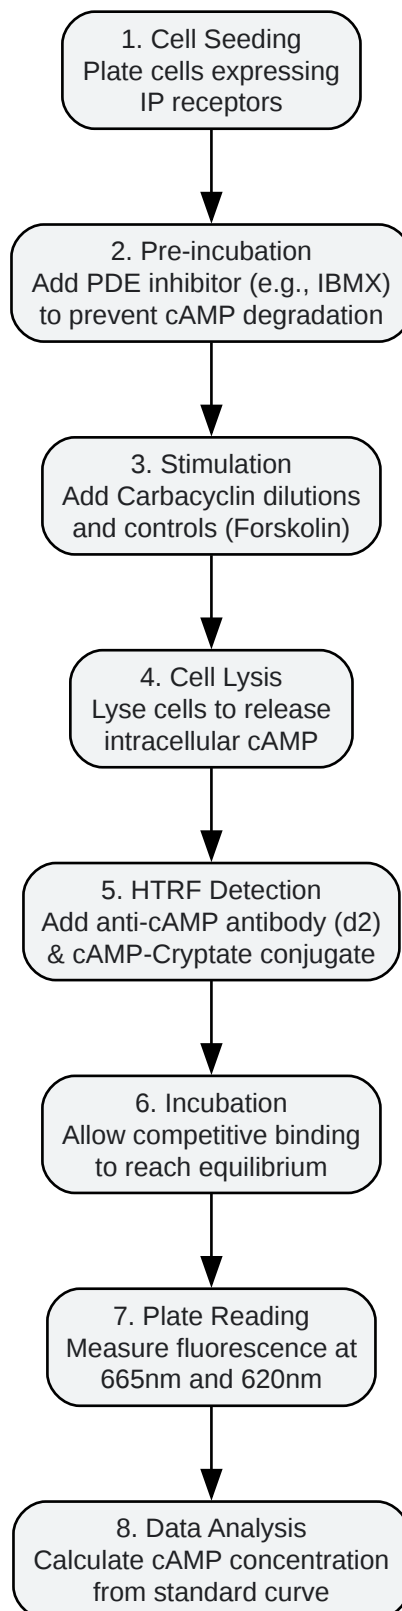 1. Cell Seeding
Plate cells expressing
IP receptors
2. Pre-incubation
Add PDE inhibitor (e.g., IBMX)
to prevent cAMP degradation
3. Stimulation
Add Carbacyclin dilutions
and controls (Forskolin)
4. Cell Lysis
Lyse cells to release
intracellular cAMP
5. HTRF Detection
Add anti-cAMP antibody (d2)
& cAMP-Cryptate conjugate
6. Incubation
Allow competitive binding
to reach equilibrium
7. Plate Reading
Measure fluorescence at
665nm and 620nm
8. Data Analysis
Calculate cAMP concentration
from standard curve